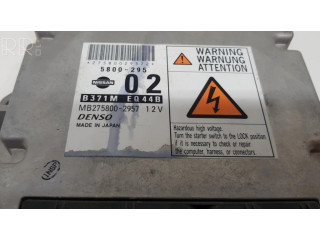 5800-295
NISSAN
02
B371M EQ44B
MB275800-2957 12V
DENSO
MADE IN JAPAN
WARNING
WARNUNG
ATTENTION
Hazardous high voltage.
Turn the starter switch to the LOCK position
if it is necessary to check or repair
the computer, harness or component.